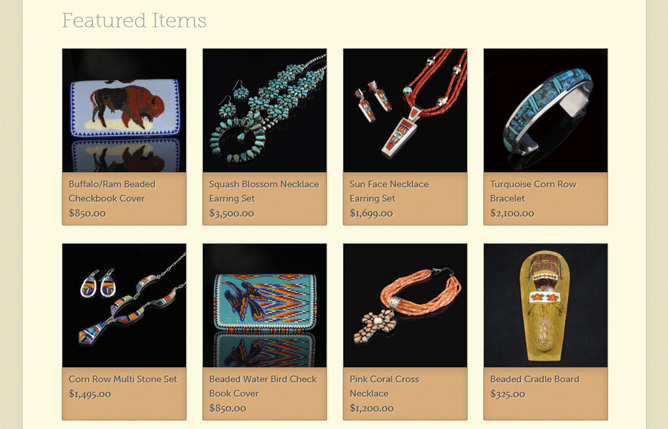 Featured Items
Buffalo/Ram Beaded
Checkbook Cover
$850.00
Squash Blossom Necklace
Earring Set
$3,500.00
Sun Face Necklace
Earring Set
$1,699.00
Turquoise Corn Row
Bracelet
$2,100.00
Corn Row Multi Stone Set
$1,495.00
Beaded Water Bird Check
Book Cover
$850.00
Pink Coral Cross
Necklace
$1,200.00
Beaded Cradle Board
$325.00